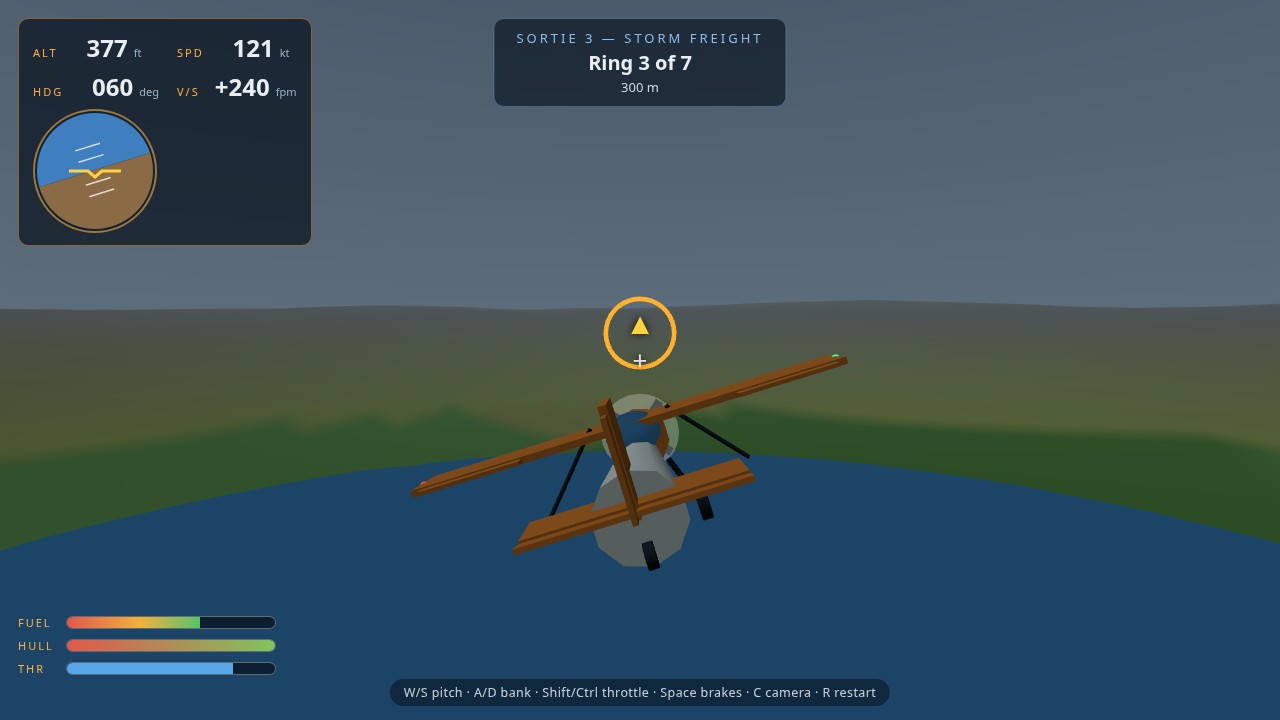 ALT 377 ft SPD 121 kt
HDG 060 deg V/S +240 fpm
SORTIE 3 — STORM FREIGHT
Ring 3 of 7
300 m
FUEL
HULL
THR
W/S pitch · A/D bank · Shift/Ctrl throttle · Space brakes · C camera · R restart